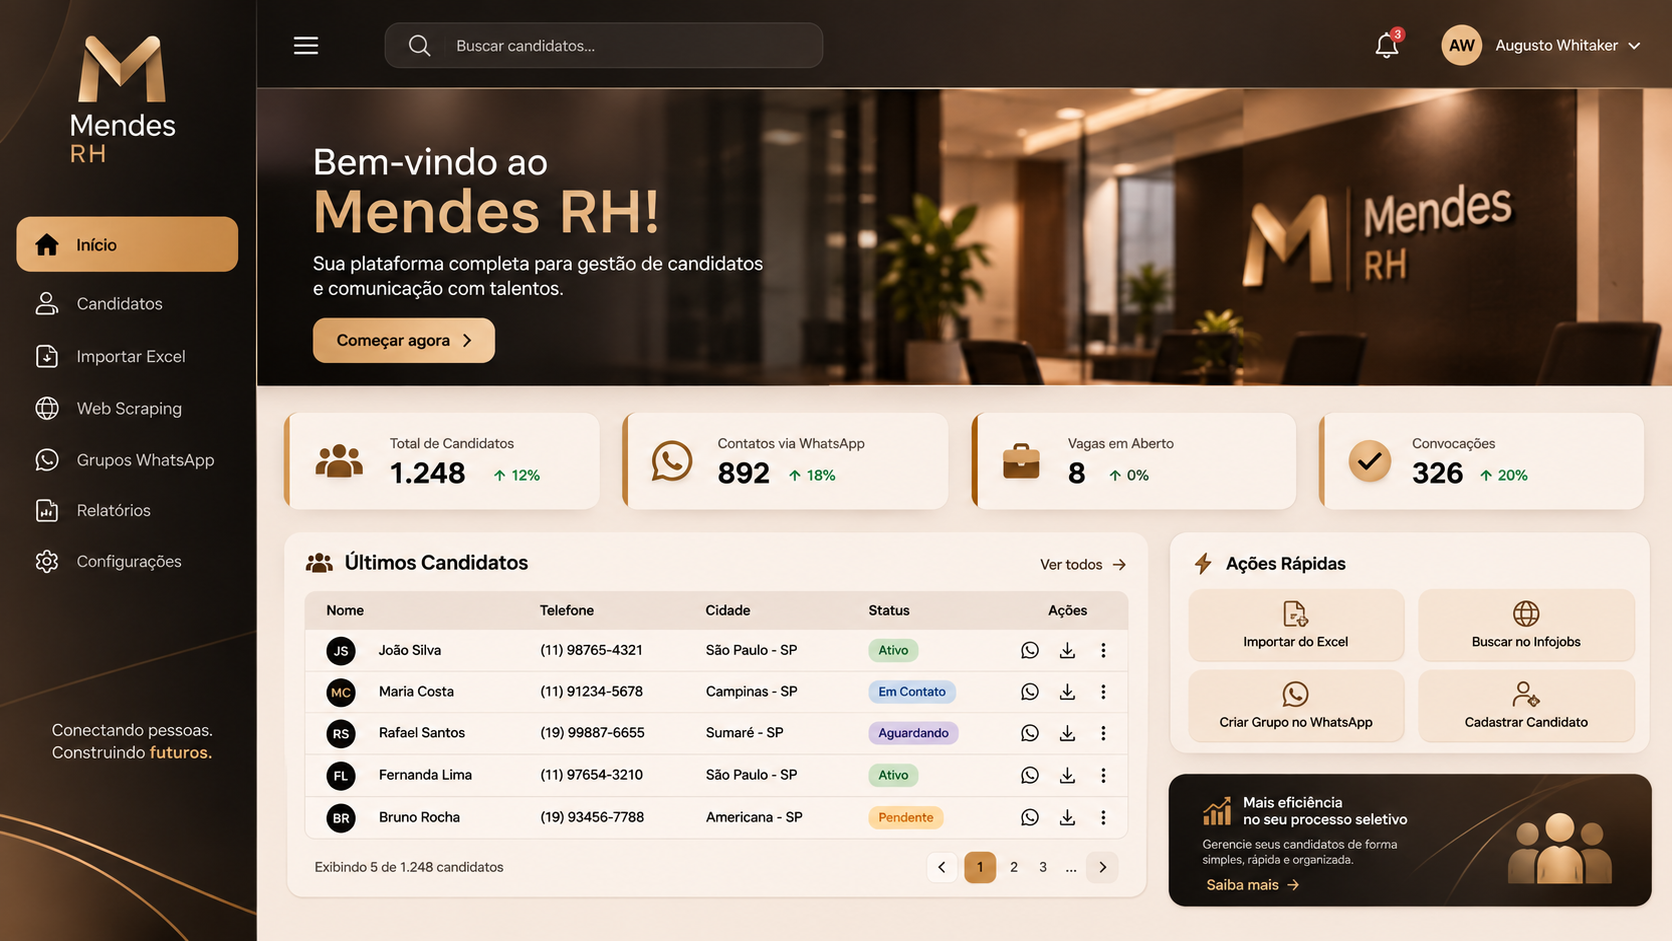 Mendes
RH
Início
Candidatos
Importar Excel
Web Scraping
Grupos WhatsApp
Relatórios
Configurações
Conectando pessoas.
Construindo futuros.
Buscar candidatos...
3
AW
Augusto Whitaker
Bem-vindo ao
Mendes RH!
Sua plataforma completa para gestão de candidatos
e comunicação com talentos.
Começar agora
Mendes
RH
Total de Candidatos
1.248 12%
Contatos via WhatsApp
892 18%
Vagas em Aberto
8 0%
Convocações
326 20%
Últimos Candidatos
Ver todos
Nome Telefone Cidade Status Ações
JS João Silva (11) 98765-4321 São Paulo - SP Ativo
MC Maria Costa (11) 91234-5678 Campinas - SP Em Contato
RS Rafael Santos (19) 99887-6655 Sumaré - SP Aguardando
FL Fernanda Lima (11) 97654-3210 São Paulo - SP Ativo
BR Bruno Rocha (19) 93456-7788 Americana - SP Pendente
Exibindo 5 de 1.248 candidatos
1 2 3 ...
Ações Rápidas
Importar do Excel
Buscar no Infojobs
Criar Grupo no WhatsApp
Cadastrar Candidato
Mais eficiência
no seu processo seletivo
Gerencie seus candidatos de forma
simples, rápida e organizada.
Saiba mais